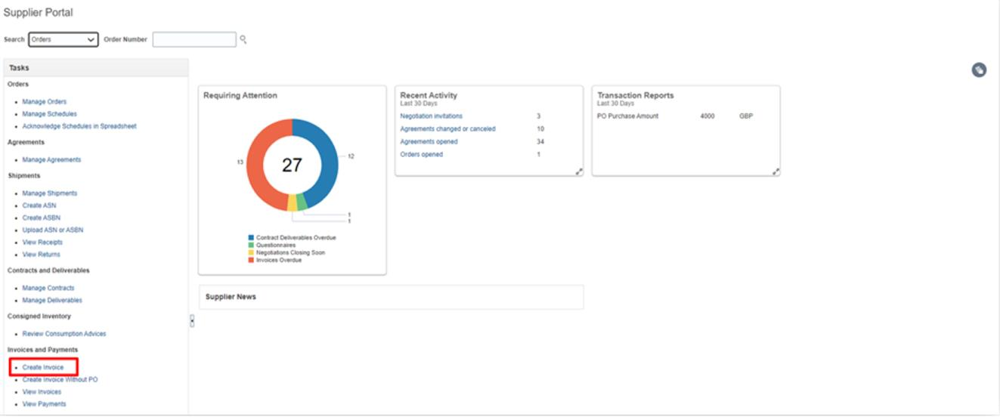 Supplier Portal
Search Orders Order Number
Tasks
Orders
Manage Orders
Manage Schedules
Acknowledge Schedules in Spreadsheet
Agreements
Manage Agreements
Shipments
Manage Shipments
Create ASN
Create ASBN
Upload ASN or ASBN
View Receipts
View Returns
Contracts and Deliverables
Manage Contracts
Manage Deliverables
Consigned Inventory
Review Consumption Advices
Invoices and Payments
Create Invoice
Create Invoice Without PO
View Invoices
View Payments
Requiring Attention
13
27
12
1
1
Contract Deliverables Overdue
Questionnaires
Negotiations Closing Soon
Invoices Overdue
Recent Activity
Last 30 Days
Negotiation invitations 3
Agreements changed or canceled 10
Agreements opened 34
Orders opened 1
Transaction Reports
Last 30 Days
PO Purchase Amount 4000 GBP
Supplier News